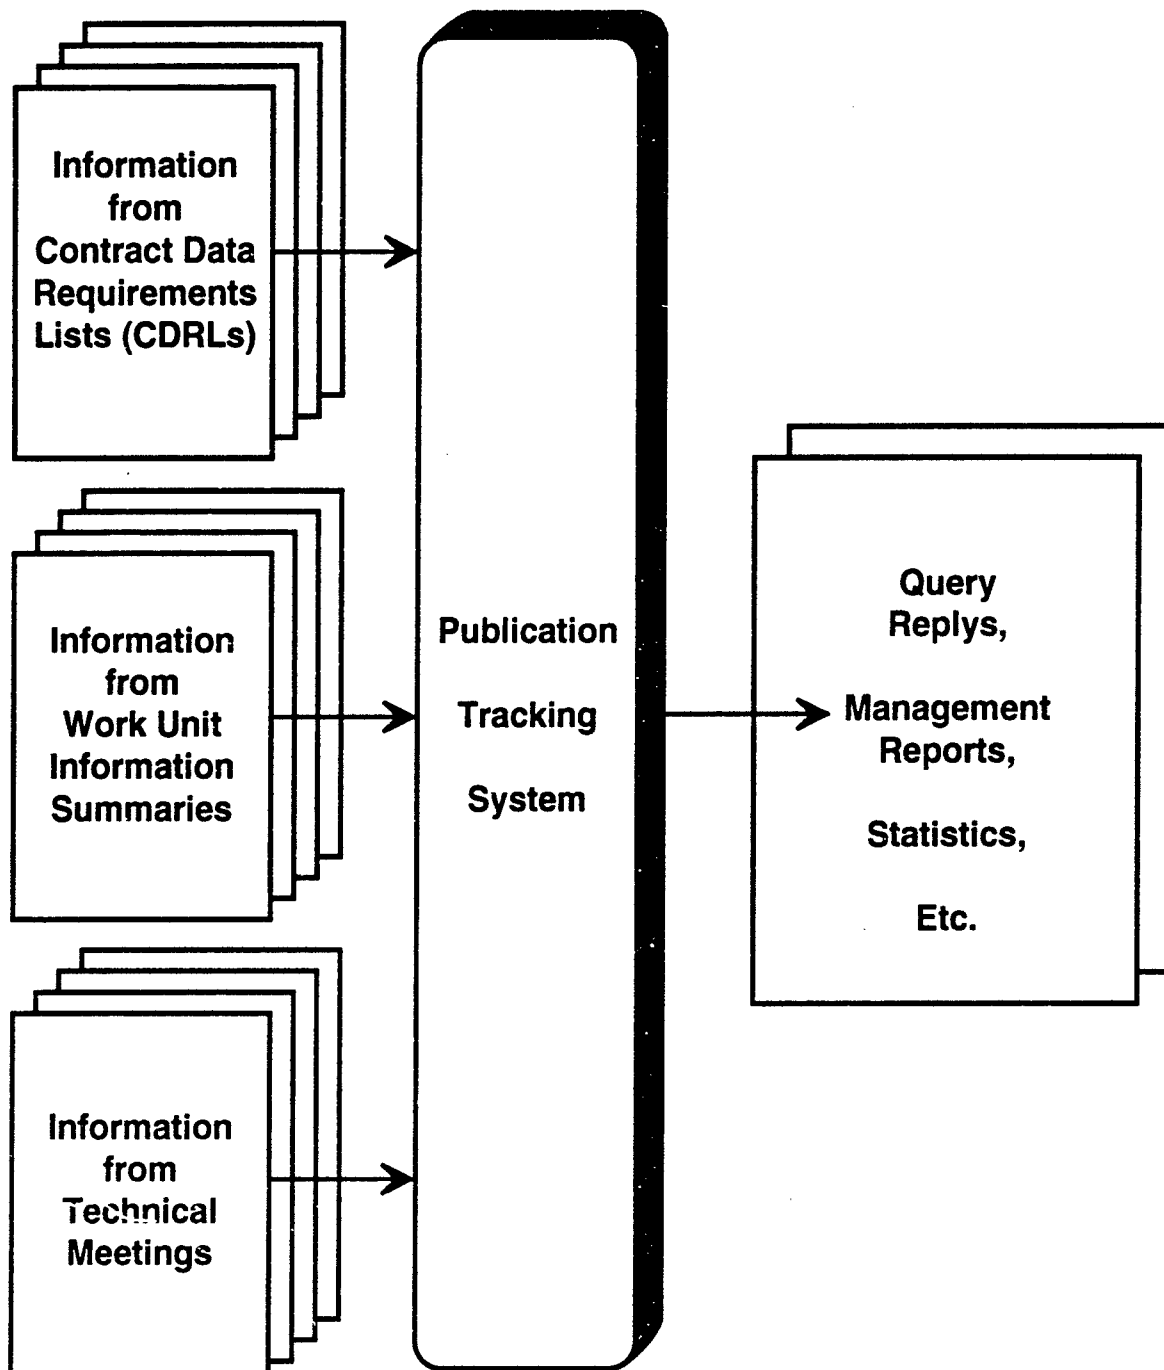 Information
from
Contract Data
Requirements
Lists (CDRLs)
Information
from
Work Unit
Information
Summaries
Information
from
Technical
Meetings
Publication
Tracking
System
Query
Replys,
Management
Reports,
Statistics,
Etc.